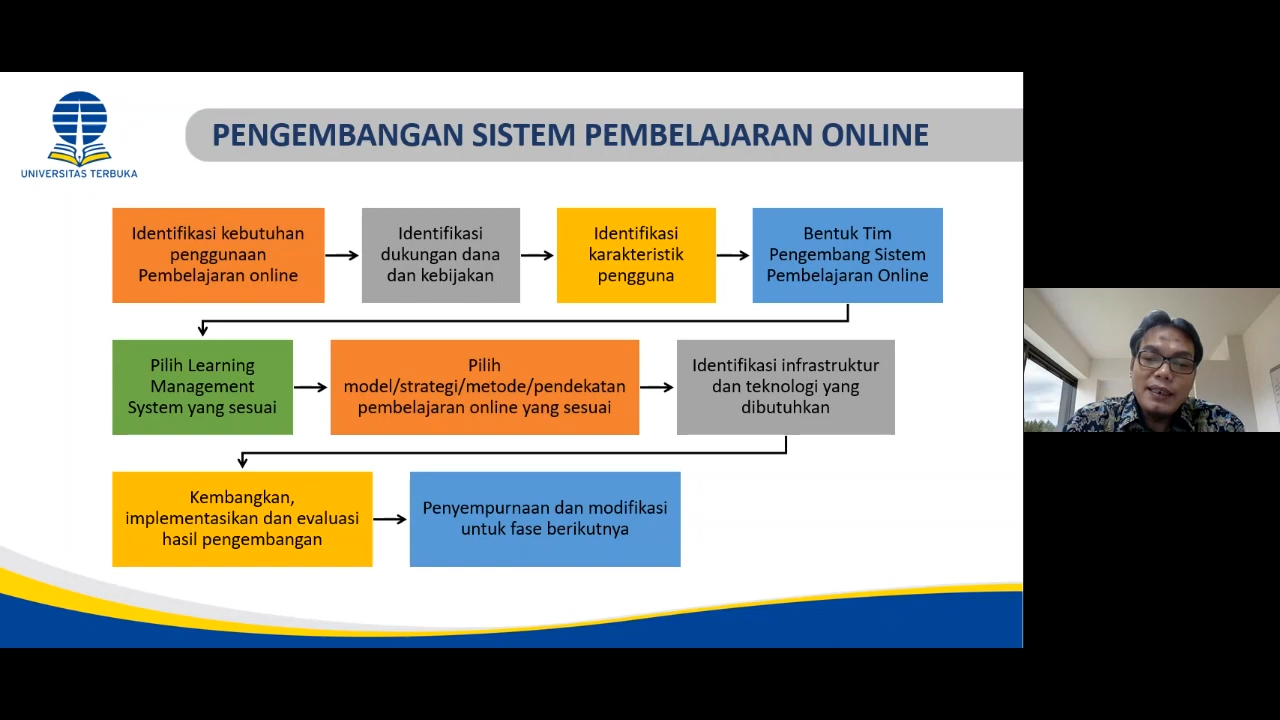 UNIVERSITAS TERBUKA
PENGEMBANGAN SISTEM PEMBELAJARAN ONLINE
Identifikasi kebutuhan
penggunaan
Pembelajaran online
Identifikasi
dukungan dana
dan kebijakan
Identifikasi
karakteristik
pengguna
Bentuk Tim
Pengembang Sistem
Pembelajaran Online
Pilih Learning
Management
System yang sesuai
Pilih
model/strategi/metode/pendekatan
pembelajaran online yang sesuai
Identifikasi infrastruktur
dan teknologi yang
dibutuhkan
Kembangkan,
implementasikan dan evaluasi
hasil pengembangan
Penyempurnaan dan modifikasi
untuk fase berikutnya